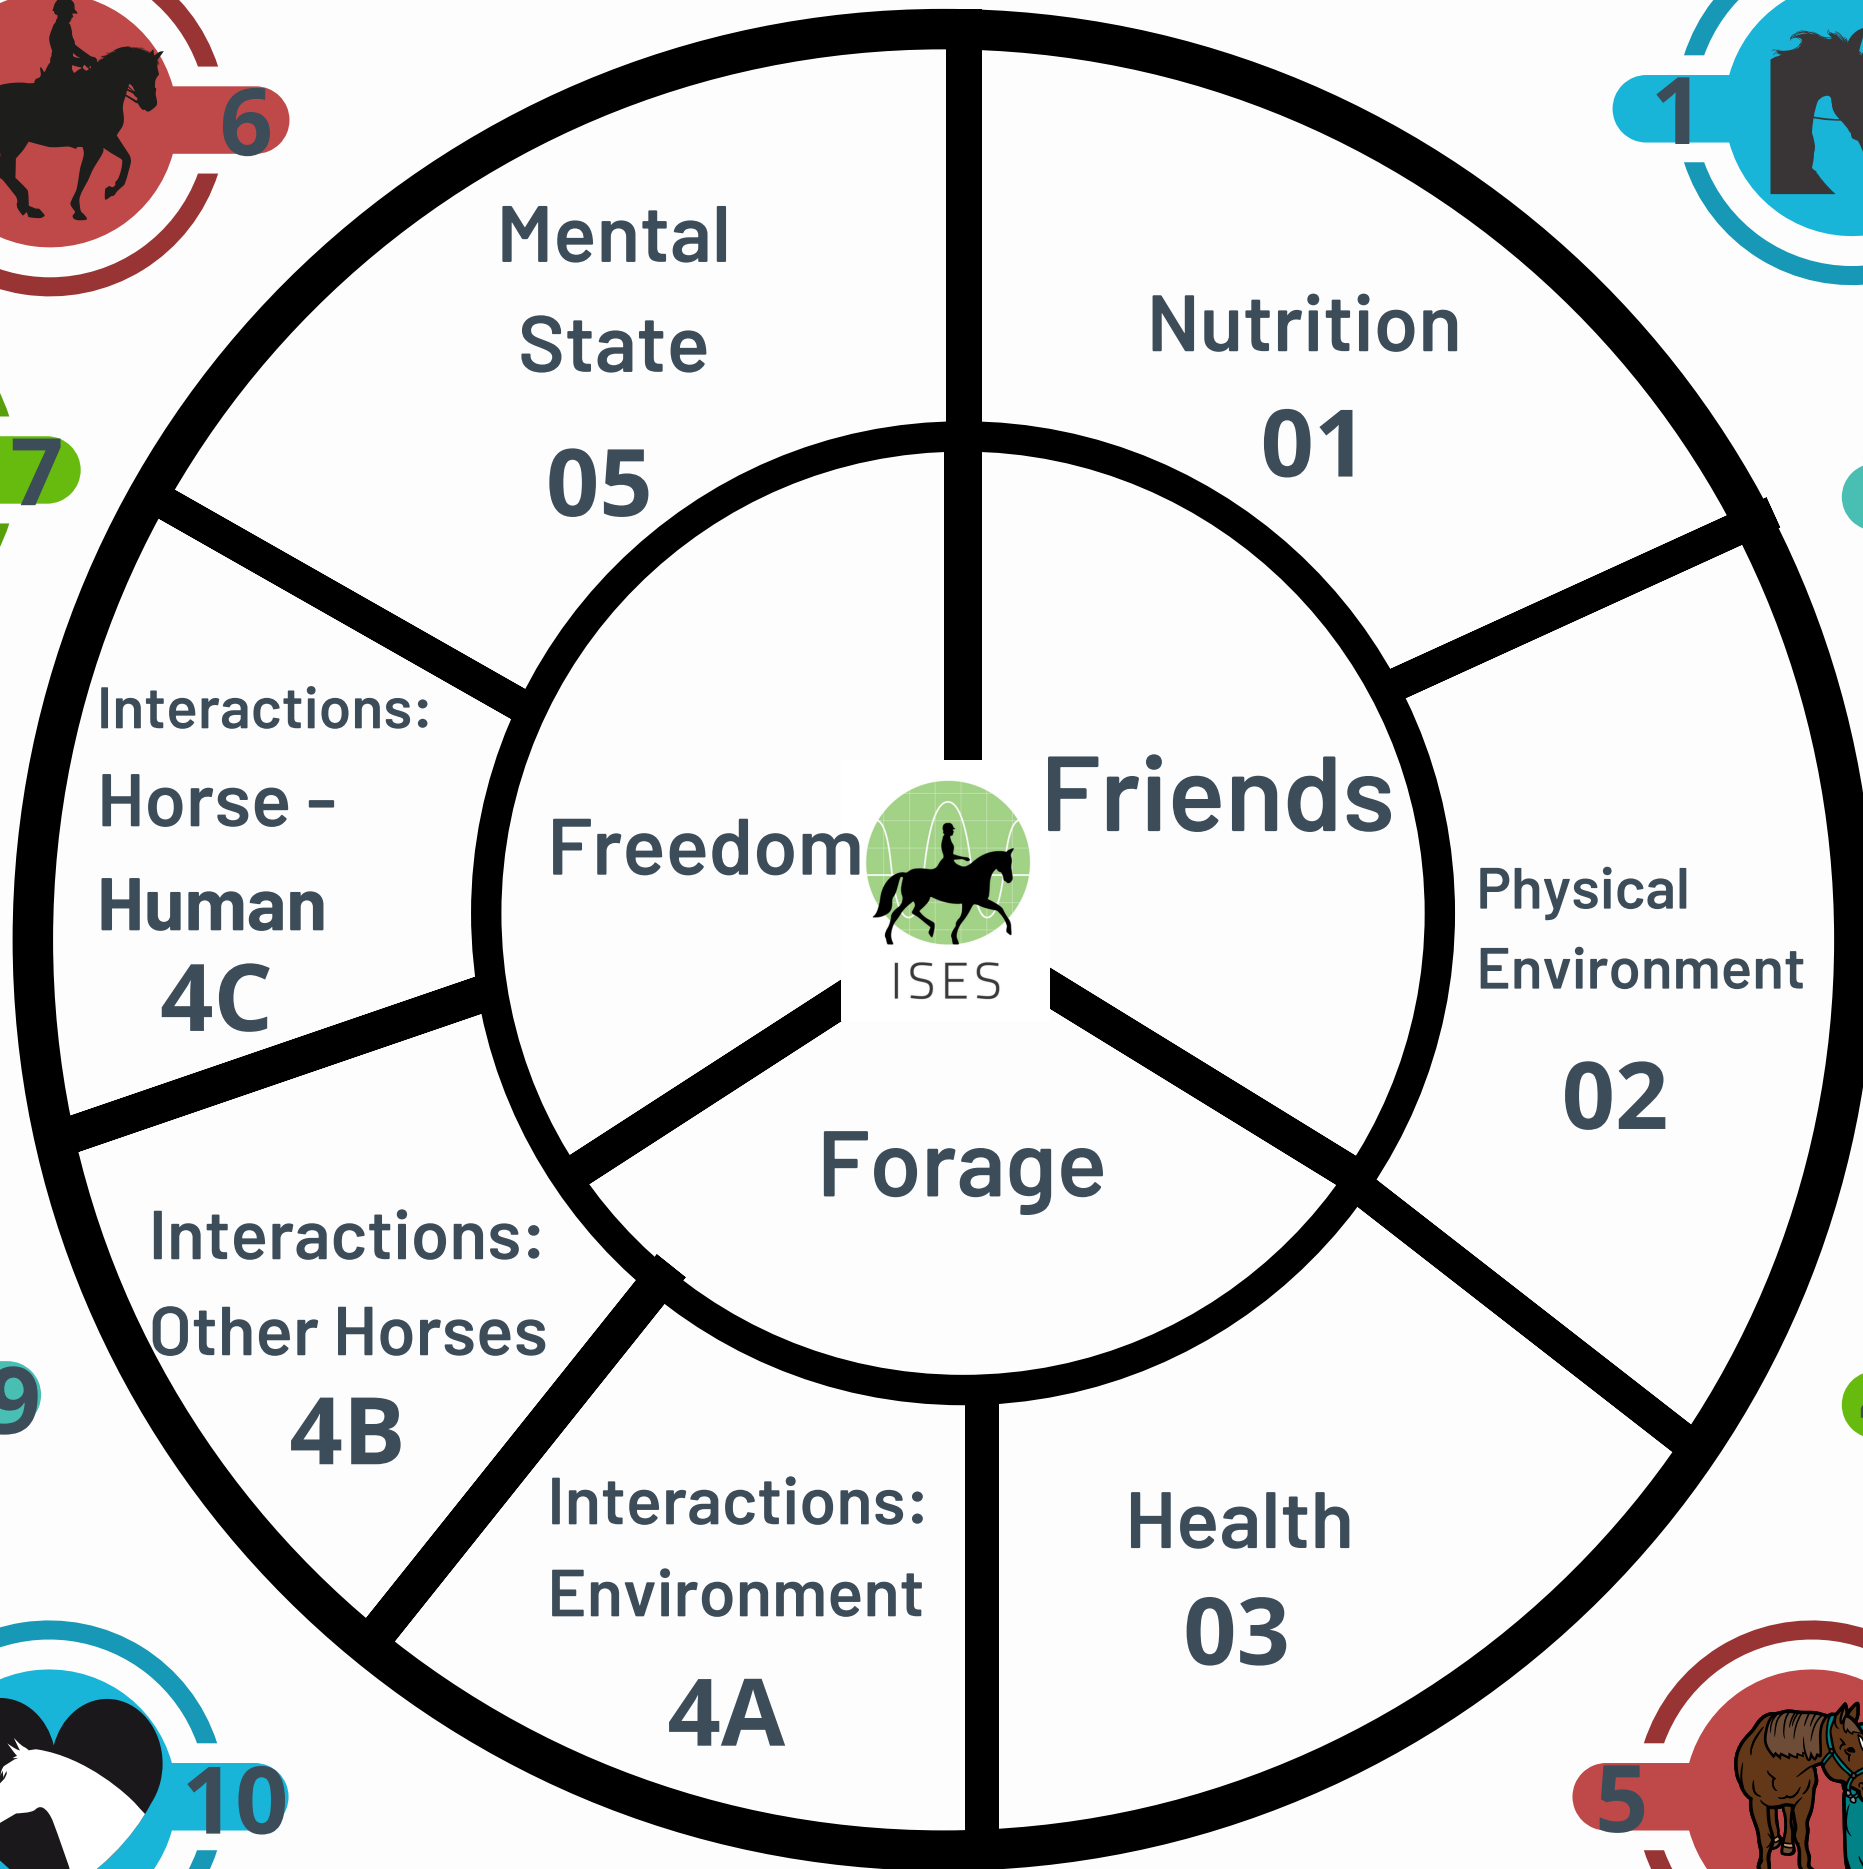 6
1
Mental
State
05
Nutrition
01
7
Interactions:
Horse -
Human
4C
Freedom
Friends
ISES
Physical
Environment
02
Forage
Interactions:
Other Horses
4B
9
Interactions:
Environment
4A
Health
03
10
5